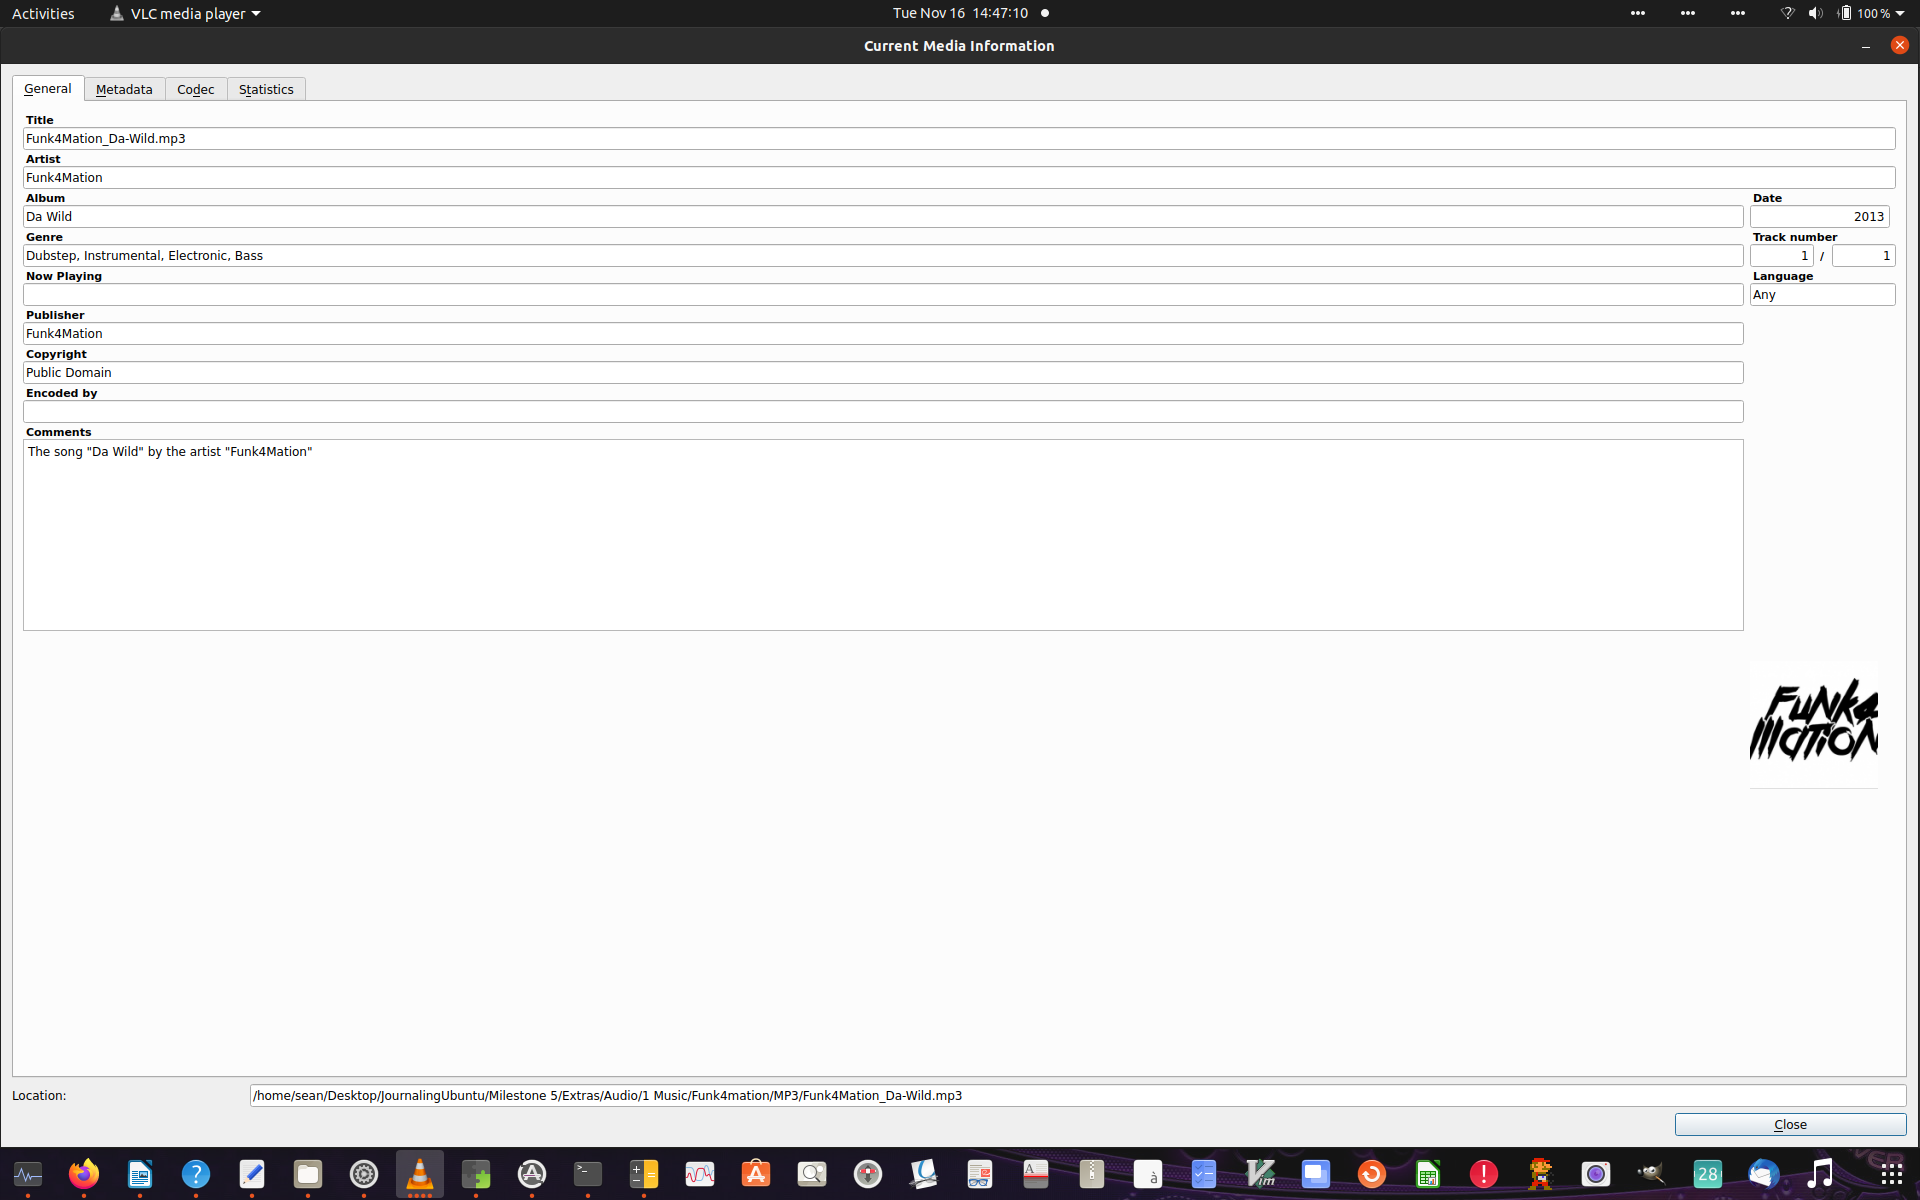 Activities
VLC media player
Tue Nov 16 14:47:10
100 %
Current Media Information
General
Metadata
Codec
Statistics
Title
Funk4Mation_Da-Wild.mp3
Artist
Funk4Mation
Album
Date
Da Wild
2013
Genre
Track number
Dubstep, Instrumental, Electronic, Bass
1 / 1
Now Playing
Language
Any
Publisher
Funk4Mation
Copyright
Public Domain
Encoded by
Comments
The song "Da Wild" by the artist "Funk4Mation"
Funk4
Mation
Location:
/home/sean/Desktop/JournalingUbuntu/Milestone 5/Extras/Audio/1 Music/Funk4mation/MP3/Funk4Mation_Da-Wild.mp3
Close
?
>_
A
à
Vim
28